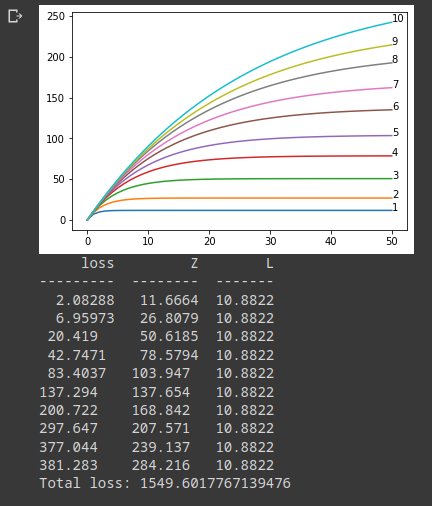 250
200
150
100
50
0
0 10 20 30 40 50
10
9
8
7
6
5
4
3
2
1
loss Z L
--------- -------- -------
2.08288 11.6664 10.8822
6.95973 26.8079 10.8822
20.419 50.6185 10.8822
42.7471 78.5794 10.8822
83.4037 103.947 10.8822
137.294 137.654 10.8822
200.722 168.842 10.8822
297.647 207.571 10.8822
377.044 239.137 10.8822
381.283 284.216 10.8822
Total loss: 1549.6017767139476